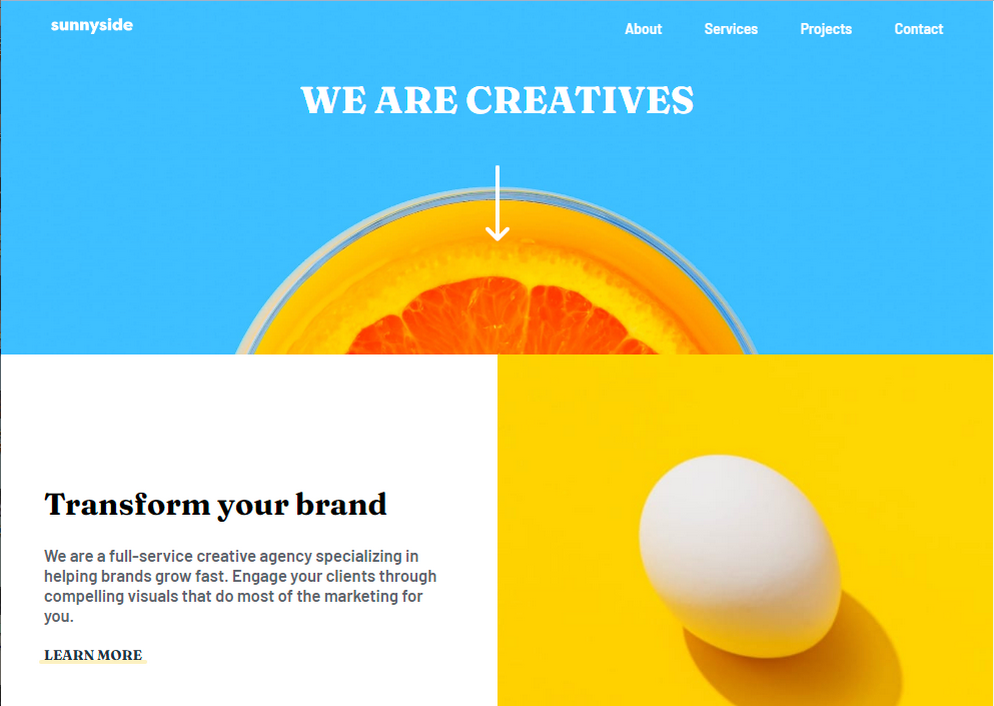 sunnyside
About Services Projects Contact
WE ARE CREATIVES
Transform your brand
We are a full-service creative agency specializing in
helping brands grow fast. Engage your clients through
compelling visuals that do most of the marketing for
you.
LEARN MORE